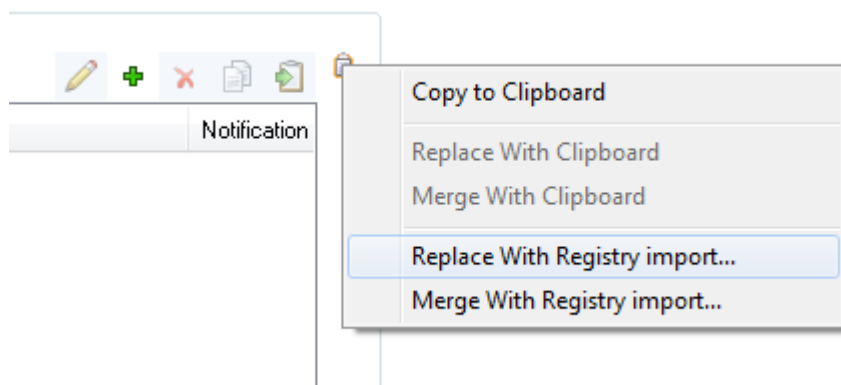 Copy to Clipboard
Notification
Replace With Clipboard
Merge With Clipboard
Replace With Registry import...
Merge With Registry import...